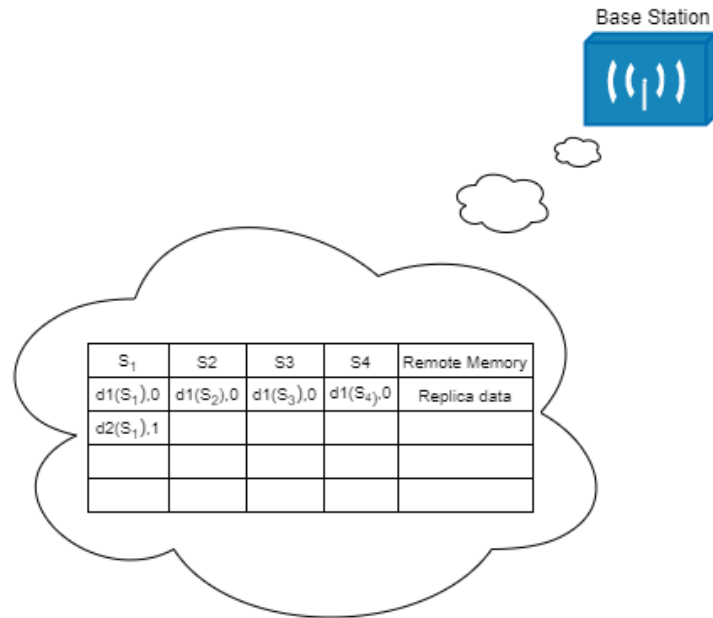 Base Station
S₁ S2 S3 S4 Remote Memory
d1(S₁),0 d1(S₂),0 d1(S₃),0 d1(S₄₎,0 Replica data
d2(S₁),1